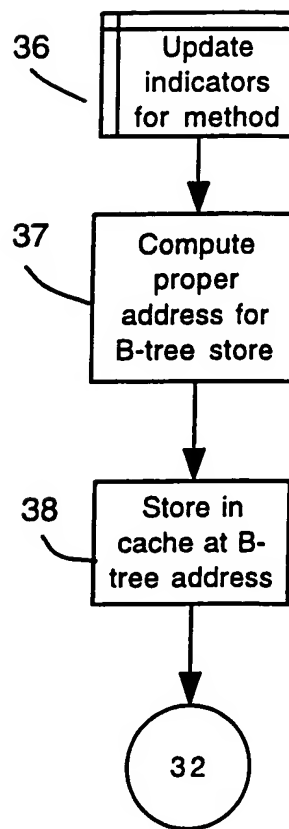 36
Update
indicators
for method
37
Compute
proper
address for
B-tree store
38
Store in
cache at B-
tree address
32